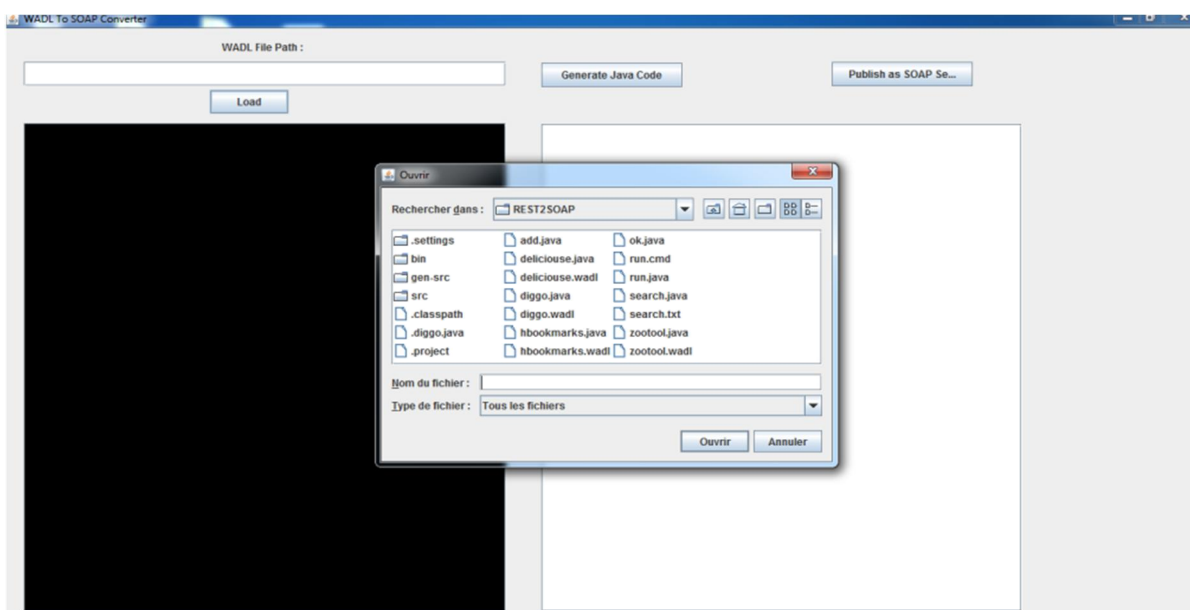 WADL To SOAP Converter
WADL File Path :
Generate Java Code
Publish as SOAP Se...
Load
Ouvrir
Rechercher dans :
REST2SOAP
.settings
bin
gen-src
src
.classpath
.diggo.java
.project
add.java
deliciouse.java
deliciouse.wadl
diggo.java
diggo.wadl
hbookmarks.java
hbookmarks.wadl
ok.java
run.cmd
run.java
search.java
search.txt
zootool.java
zootool.wadl
Nom du fichier :
Type de fichier : Tous les fichiers
Ouvrir Annuler